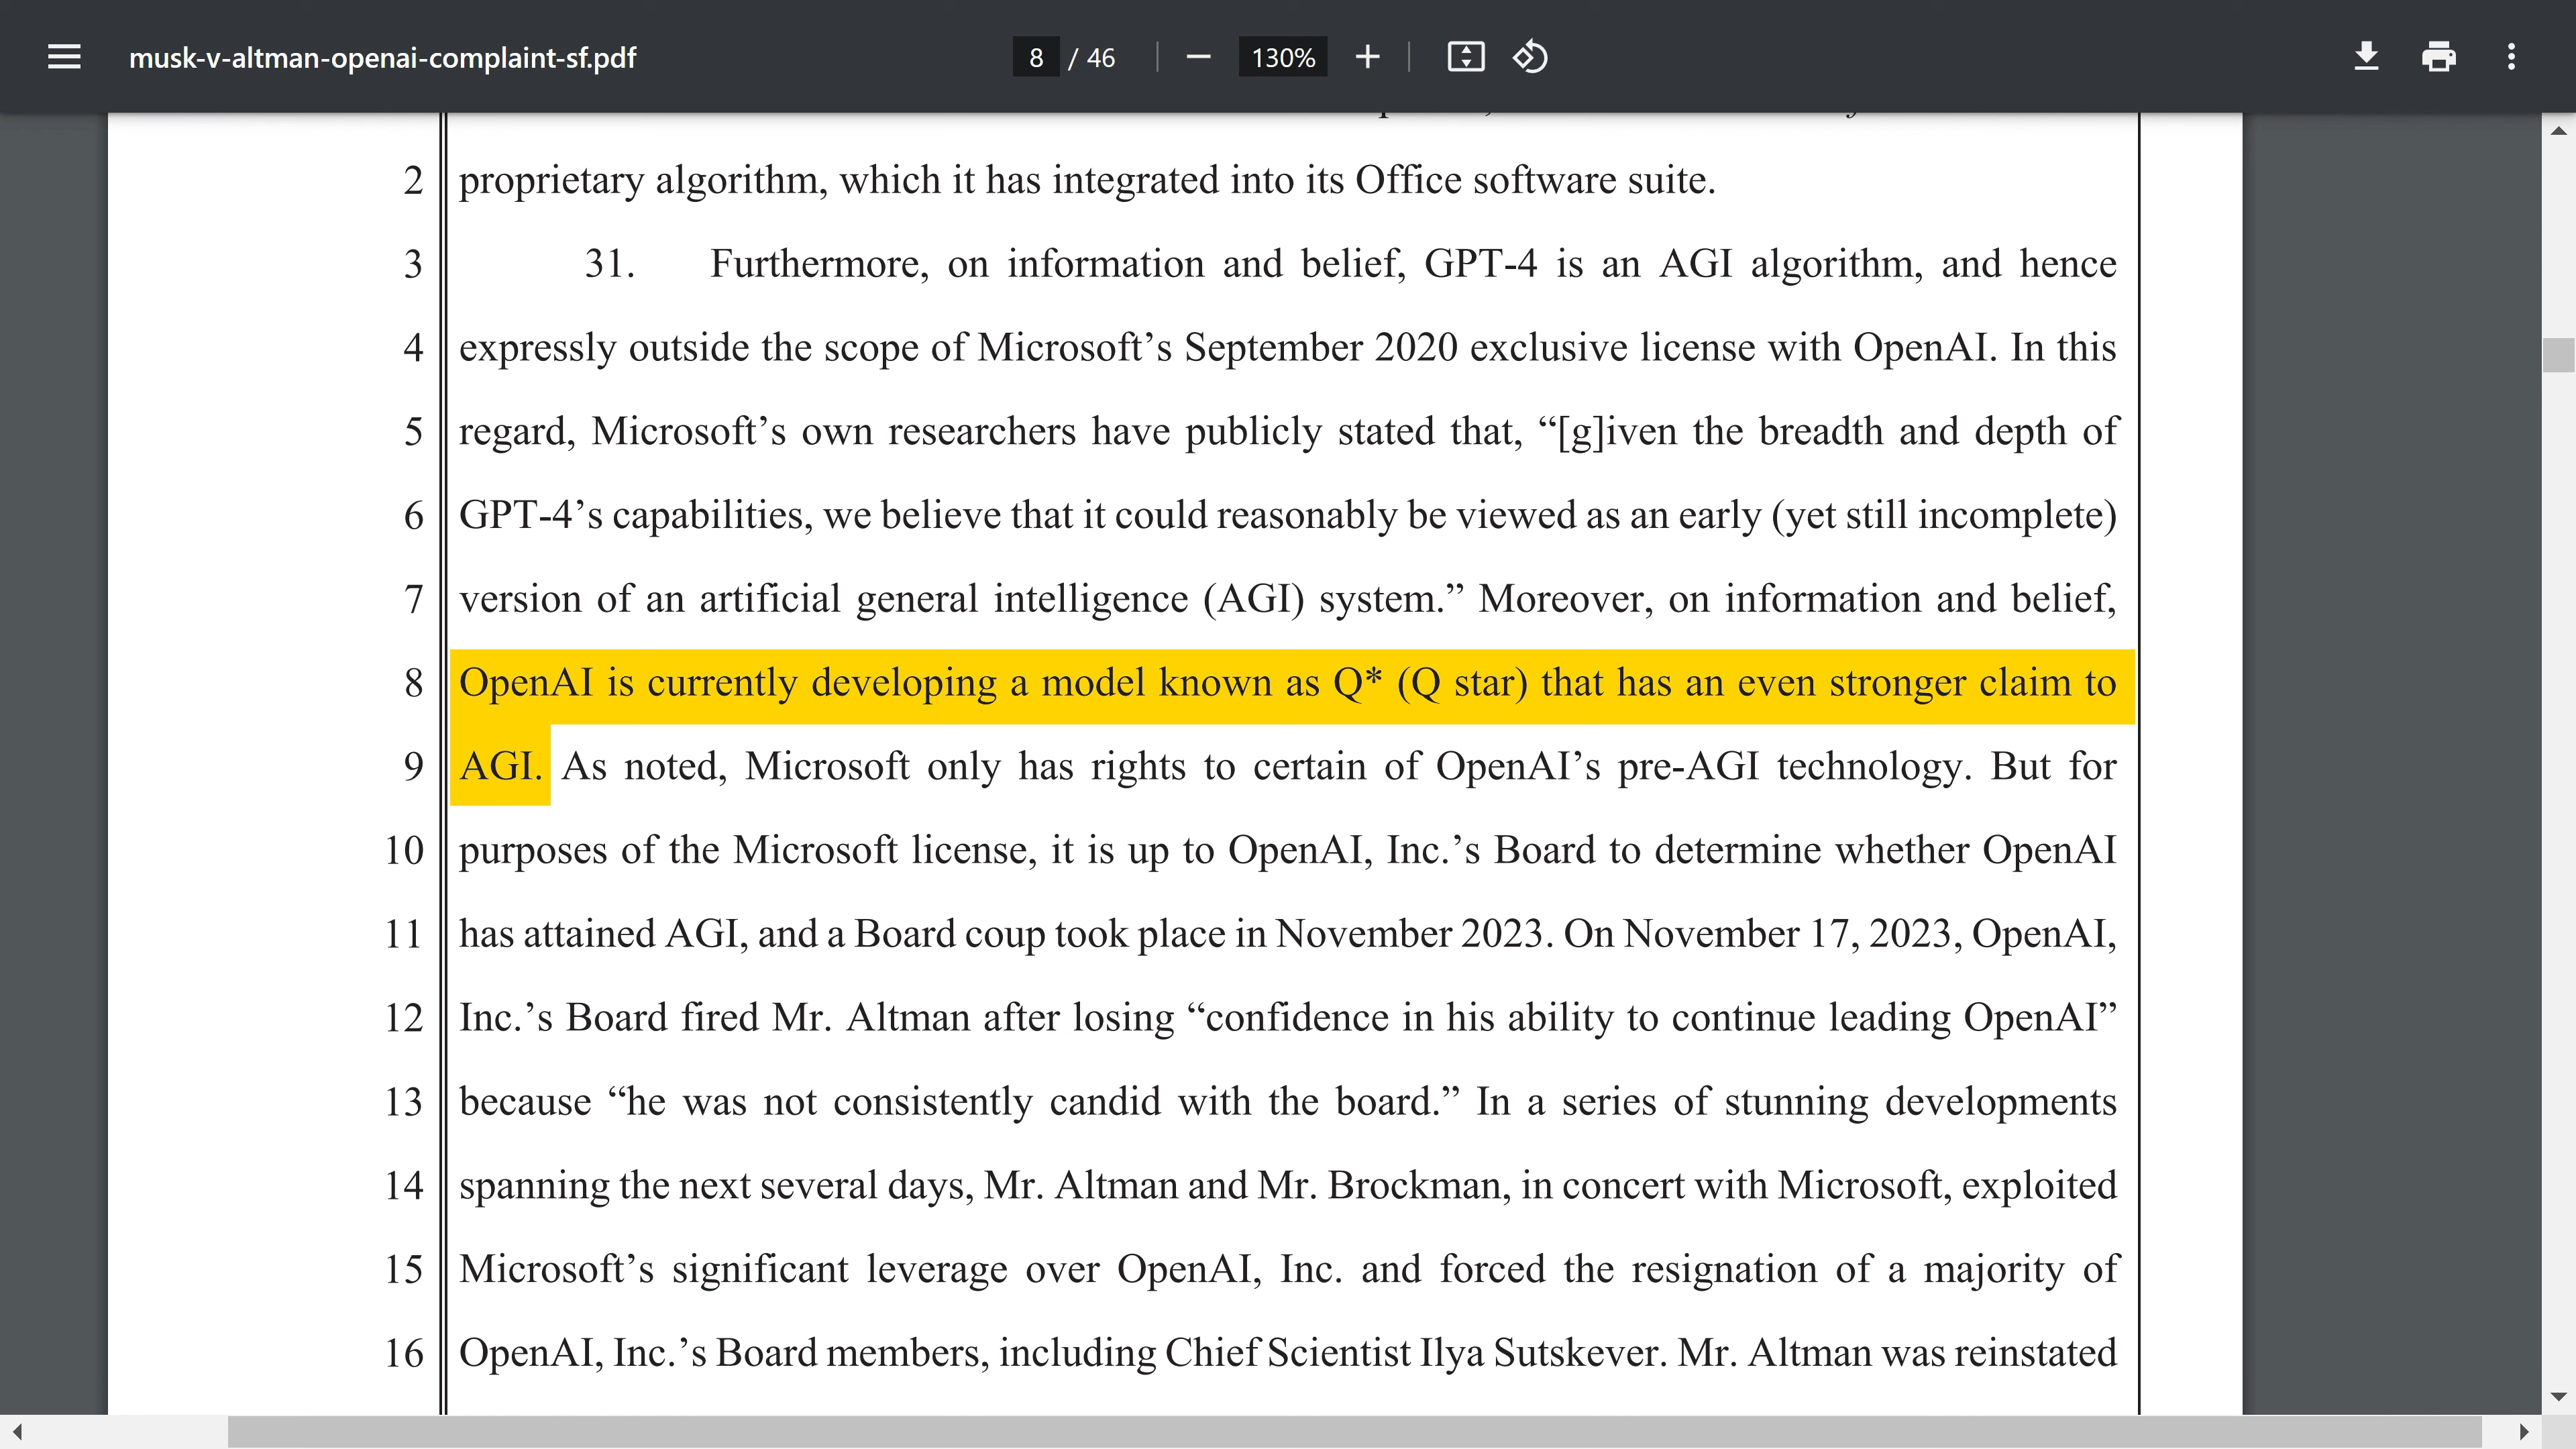 musk-v-altman-openai-complaint-sf.pdf
8 / 46
130%
2 proprietary algorithm, which it has integrated into its Office software suite.
3 31. Furthermore, on information and belief, GPT-4 is an AGI algorithm, and hence
4 expressly outside the scope of Microsoft’s September 2020 exclusive license with OpenAI. In this
5 regard, Microsoft’s own researchers have publicly stated that, “[g]iven the breadth and depth of
6 GPT-4’s capabilities, we believe that it could reasonably be viewed as an early (yet still incomplete)
7 version of an artificial general intelligence (AGI) system.” Moreover, on information and belief,
8 OpenAI is currently developing a model known as Q* (Q star) that has an even stronger claim to
9 AGI. As noted, Microsoft only has rights to certain of OpenAI’s pre-AGI technology. But for
10 purposes of the Microsoft license, it is up to OpenAI, Inc.’s Board to determine whether OpenAI
11 has attained AGI, and a Board coup took place in November 2023. On November 17, 2023, OpenAI,
12 Inc.’s Board fired Mr. Altman after losing “confidence in his ability to continue leading OpenAI”
13 because “he was not consistently candid with the board.” In a series of stunning developments
14 spanning the next several days, Mr. Altman and Mr. Brockman, in concert with Microsoft, exploited
15 Microsoft’s significant leverage over OpenAI, Inc. and forced the resignation of a majority of
16 OpenAI, Inc.’s Board members, including Chief Scientist Ilya Sutskever. Mr. Altman was reinstated